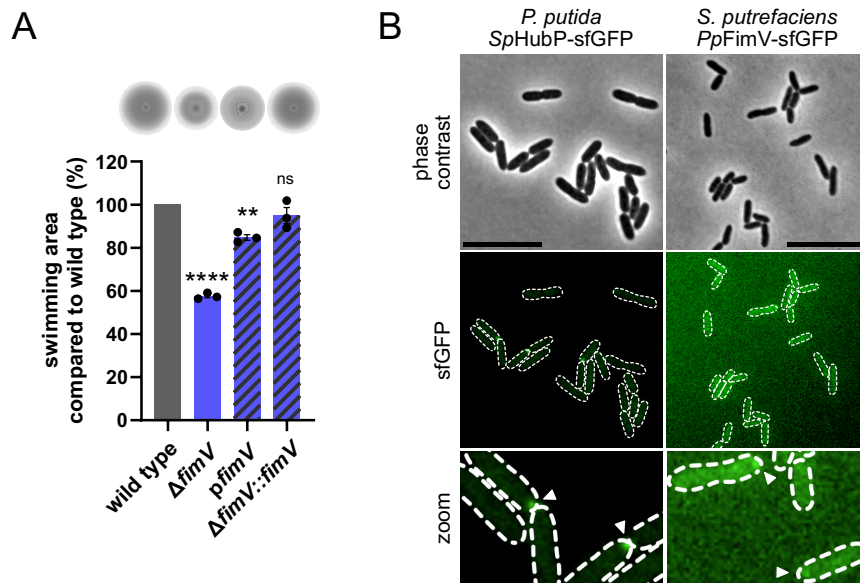 A
120
100
80
60
40
20
0
swimming area
compared to wild type (%)
****
**
ns
wild type
ΔfimV
pfimV
ΔfimV::fimV
B
P. putida
SpHubP-sfGFP
S. putrefaciens
PpFimV-sfGFP
phase
contrast
sfGFP
zoom